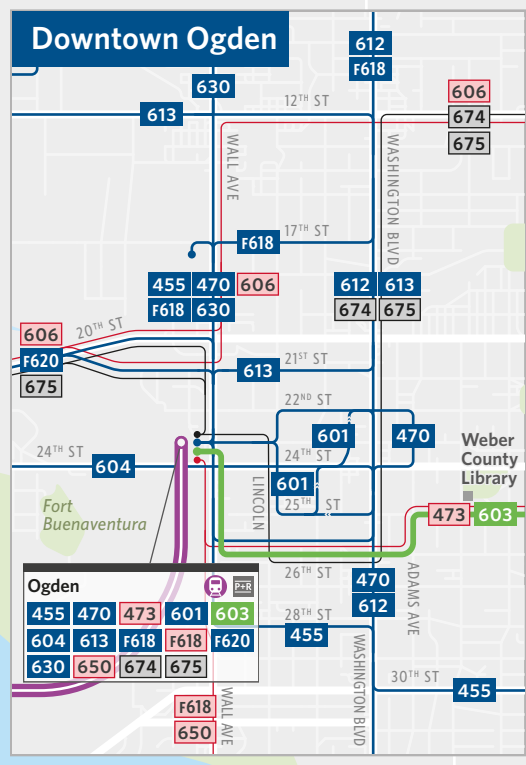 Downtown Ogden
612
F618
630
606
12TH ST
674
613
675
WALL AVE
WASHINGTON BLVD
17TH ST
F618
455 470 606
F618 630
612 613
674 675
606
20TH ST
F620
675
21ST ST
613
22ND ST
601
470
24TH ST
604
24TH ST
601
25TH ST
Weber
County
Library
Fort
Buenaventura
LINCOLN
473 603
26TH ST
470
612
ADAMS AVE
Ogden P+R
455 470 473 601 603
604 613 F618 F618 F620
630 650 674 675
28TH ST
455
WASHINGTON BLVD
30TH ST
455
F618
650
WALL AVE